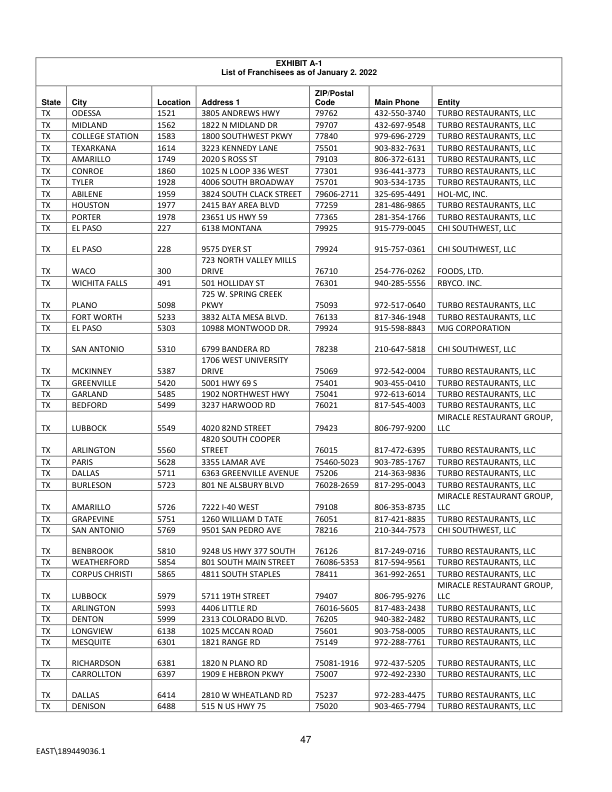 EXHIBIT A-1
List of Franchisees as of January 2. 2022
State City Location Address 1 ZIP/Postal Code Main Phone Entity
TX ODESSA 1521 3805 ANDREWS HWY 79762 432-550-3740 TURBO RESTAURANTS, LLC
TX MIDLAND 1562 1822 N MIDLAND DR 79707 432-697-9548 TURBO RESTAURANTS, LLC
TX COLLEGE STATION 1583 1800 SOUTHWEST PKWY 77840 979-696-2729 TURBO RESTAURANTS, LLC
TX TEXARKANA 1614 3223 KENNEDY LANE 75501 903-832-7631 TURBO RESTAURANTS, LLC
TX AMARILLO 1749 2020 S ROSS ST 79103 806-372-6131 TURBO RESTAURANTS, LLC
TX CONROE 1860 1025 N LOOP 336 WEST 77301 936-441-3773 TURBO RESTAURANTS, LLC
TX TYLER 1928 4006 SOUTH BROADWAY 75701 903-534-1735 TURBO RESTAURANTS, LLC
TX ABILENE 1959 3824 SOUTH CLACK STREET 79606-2711 325-695-4491 HOL-MC, INC.
TX HOUSTON 1977 2415 BAY AREA BLVD 77259 281-486-9865 TURBO RESTAURANTS, LLC
TX PORTER 1978 23651 US HWY 59 77365 281-354-1766 TURBO RESTAURANTS, LLC
TX EL PASO 227 6138 MONTANA 79925 915-779-0045 CHI SOUTHWEST, LLC
TX EL PASO 228 9575 DYER ST 79924 915-757-0361 CHI SOUTHWEST, LLC
TX WACO 300 723 NORTH VALLEY MILLS DRIVE 76710 254-776-0262 FOODS, LTD.
TX WICHITA FALLS 491 501 HOLLIDAY ST 76301 940-285-5556 RBYCO. INC.
TX PLANO 5098 725 W. SPRING CREEK PKWY 75093 972-517-0640 TURBO RESTAURANTS, LLC
TX FORT WORTH 5233 3832 ALTA MESA BLVD. 76133 817-346-1948 TURBO RESTAURANTS, LLC
TX EL PASO 5303 10988 MONTWOOD DR. 79924 915-598-8843 MJG CORPORATION
TX SAN ANTONIO 5310 6799 BANDERA RD 78238 210-647-5818 CHI SOUTHWEST, LLC
TX MCKINNEY 5387 1706 WEST UNIVERSITY DRIVE 75069 972-542-0004 TURBO RESTAURANTS, LLC
TX GREENVILLE 5420 5001 HWY 69 S 75401 903-455-0410 TURBO RESTAURANTS, LLC
TX GARLAND 5485 1902 NORTHWEST HWY 75041 972-613-6014 TURBO RESTAURANTS, LLC
TX BEDFORD 5499 3237 HARWOOD RD 76021 817-545-4003 TURBO RESTAURANTS, LLC
TX LUBBOCK 5549 4020 82ND STREET 79423 806-797-9200 MIRACLE RESTAURANT GROUP, LLC
TX ARLINGTON 5560 4820 SOUTH COOPER STREET 76015 817-472-6395 TURBO RESTAURANTS, LLC
TX PARIS 5628 3355 LAMAR AVE 75460-5023 903-785-1767 TURBO RESTAURANTS, LLC
TX DALLAS 5711 6363 GREENVILLE AVENUE 75206 214-363-9836 TURBO RESTAURANTS, LLC
TX BURLESON 5723 801 NE ALSBURY BLVD 76028-2659 817-295-0043 TURBO RESTAURANTS, LLC
TX AMARILLO 5726 7222 I-40 WEST 79108 806-353-8735 MIRACLE RESTAURANT GROUP, LLC
TX GRAPEVINE 5751 1260 WILLIAM D TATE 76051 817-421-8835 TURBO RESTAURANTS, LLC
TX SAN ANTONIO 5769 9501 SAN PEDRO AVE 78216 210-344-7573 CHI SOUTHWEST, LLC
TX BENBROOK 5810 9248 US HWY 377 SOUTH 76126 817-249-0716 TURBO RESTAURANTS, LLC
TX WEATHERFORD 5854 801 SOUTH MAIN STREET 76086-5353 817-594-9561 TURBO RESTAURANTS, LLC
TX CORPUS CHRISTI 5865 4811 SOUTH STAPLES 78411 361-992-2651 TURBO RESTAURANTS, LLC
TX LUBBOCK 5979 5711 19TH STREET 79407 806-795-9276 MIRACLE RESTAURANT GROUP, LLC
TX ARLINGTON 5993 4406 LITTLE RD 76016-5605 817-483-2438 TURBO RESTAURANTS, LLC
TX DENTON 5999 2313 COLORADO BLVD. 76205 940-382-2482 TURBO RESTAURANTS, LLC
TX LONGVIEW 6138 1025 MCCAN ROAD 75601 903-758-0005 TURBO RESTAURANTS, LLC
TX MESQUITE 6301 1821 RANGE RD 75149 972-288-7761 TURBO RESTAURANTS, LLC
TX RICHARDSON 6381 1820 N PLANO RD 75081-1916 972-437-5205 TURBO RESTAURANTS, LLC
TX CARROLLTON 6397 1909 E HEBRON PKWY 75007 972-492-2330 TURBO RESTAURANTS, LLC
TX DALLAS 6414 2810 W WHEATLAND RD 75237 972-283-4475 TURBO RESTAURANTS, LLC
TX DENISON 6488 515 N US HWY 75 75020 903-465-7794 TURBO RESTAURANTS, LLC
47
EAST\189449036.1